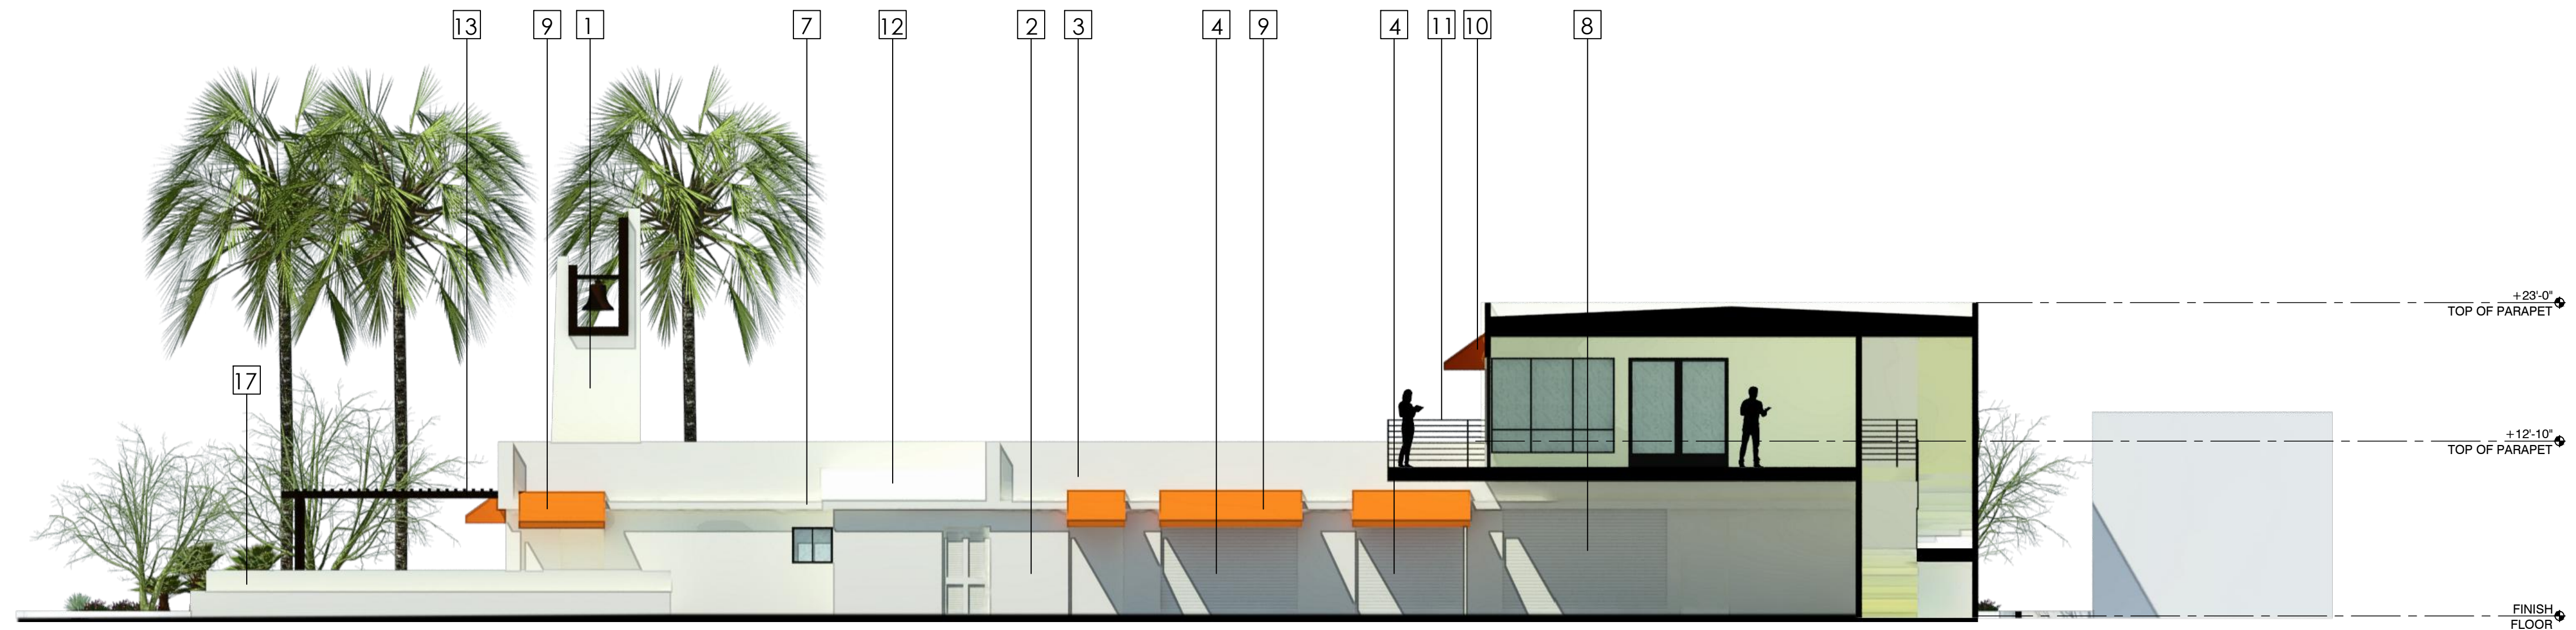 13 9 1 7 12 2 3 4 9 4 11 10 8
+23'-0"
TOP OF PARAPET
17
+12'-10"
TOP OF PARAPET
FINISH
FLOOR